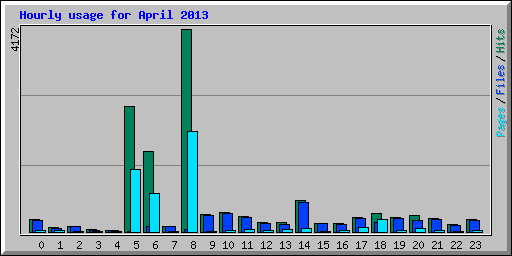 Hourly usage for April 2013
4172
Pages/Files/Hits
0 1 2 3 4 5 6 7 8 9 10 11 12 13 14 15 16 17 18 19 20 21 22 23